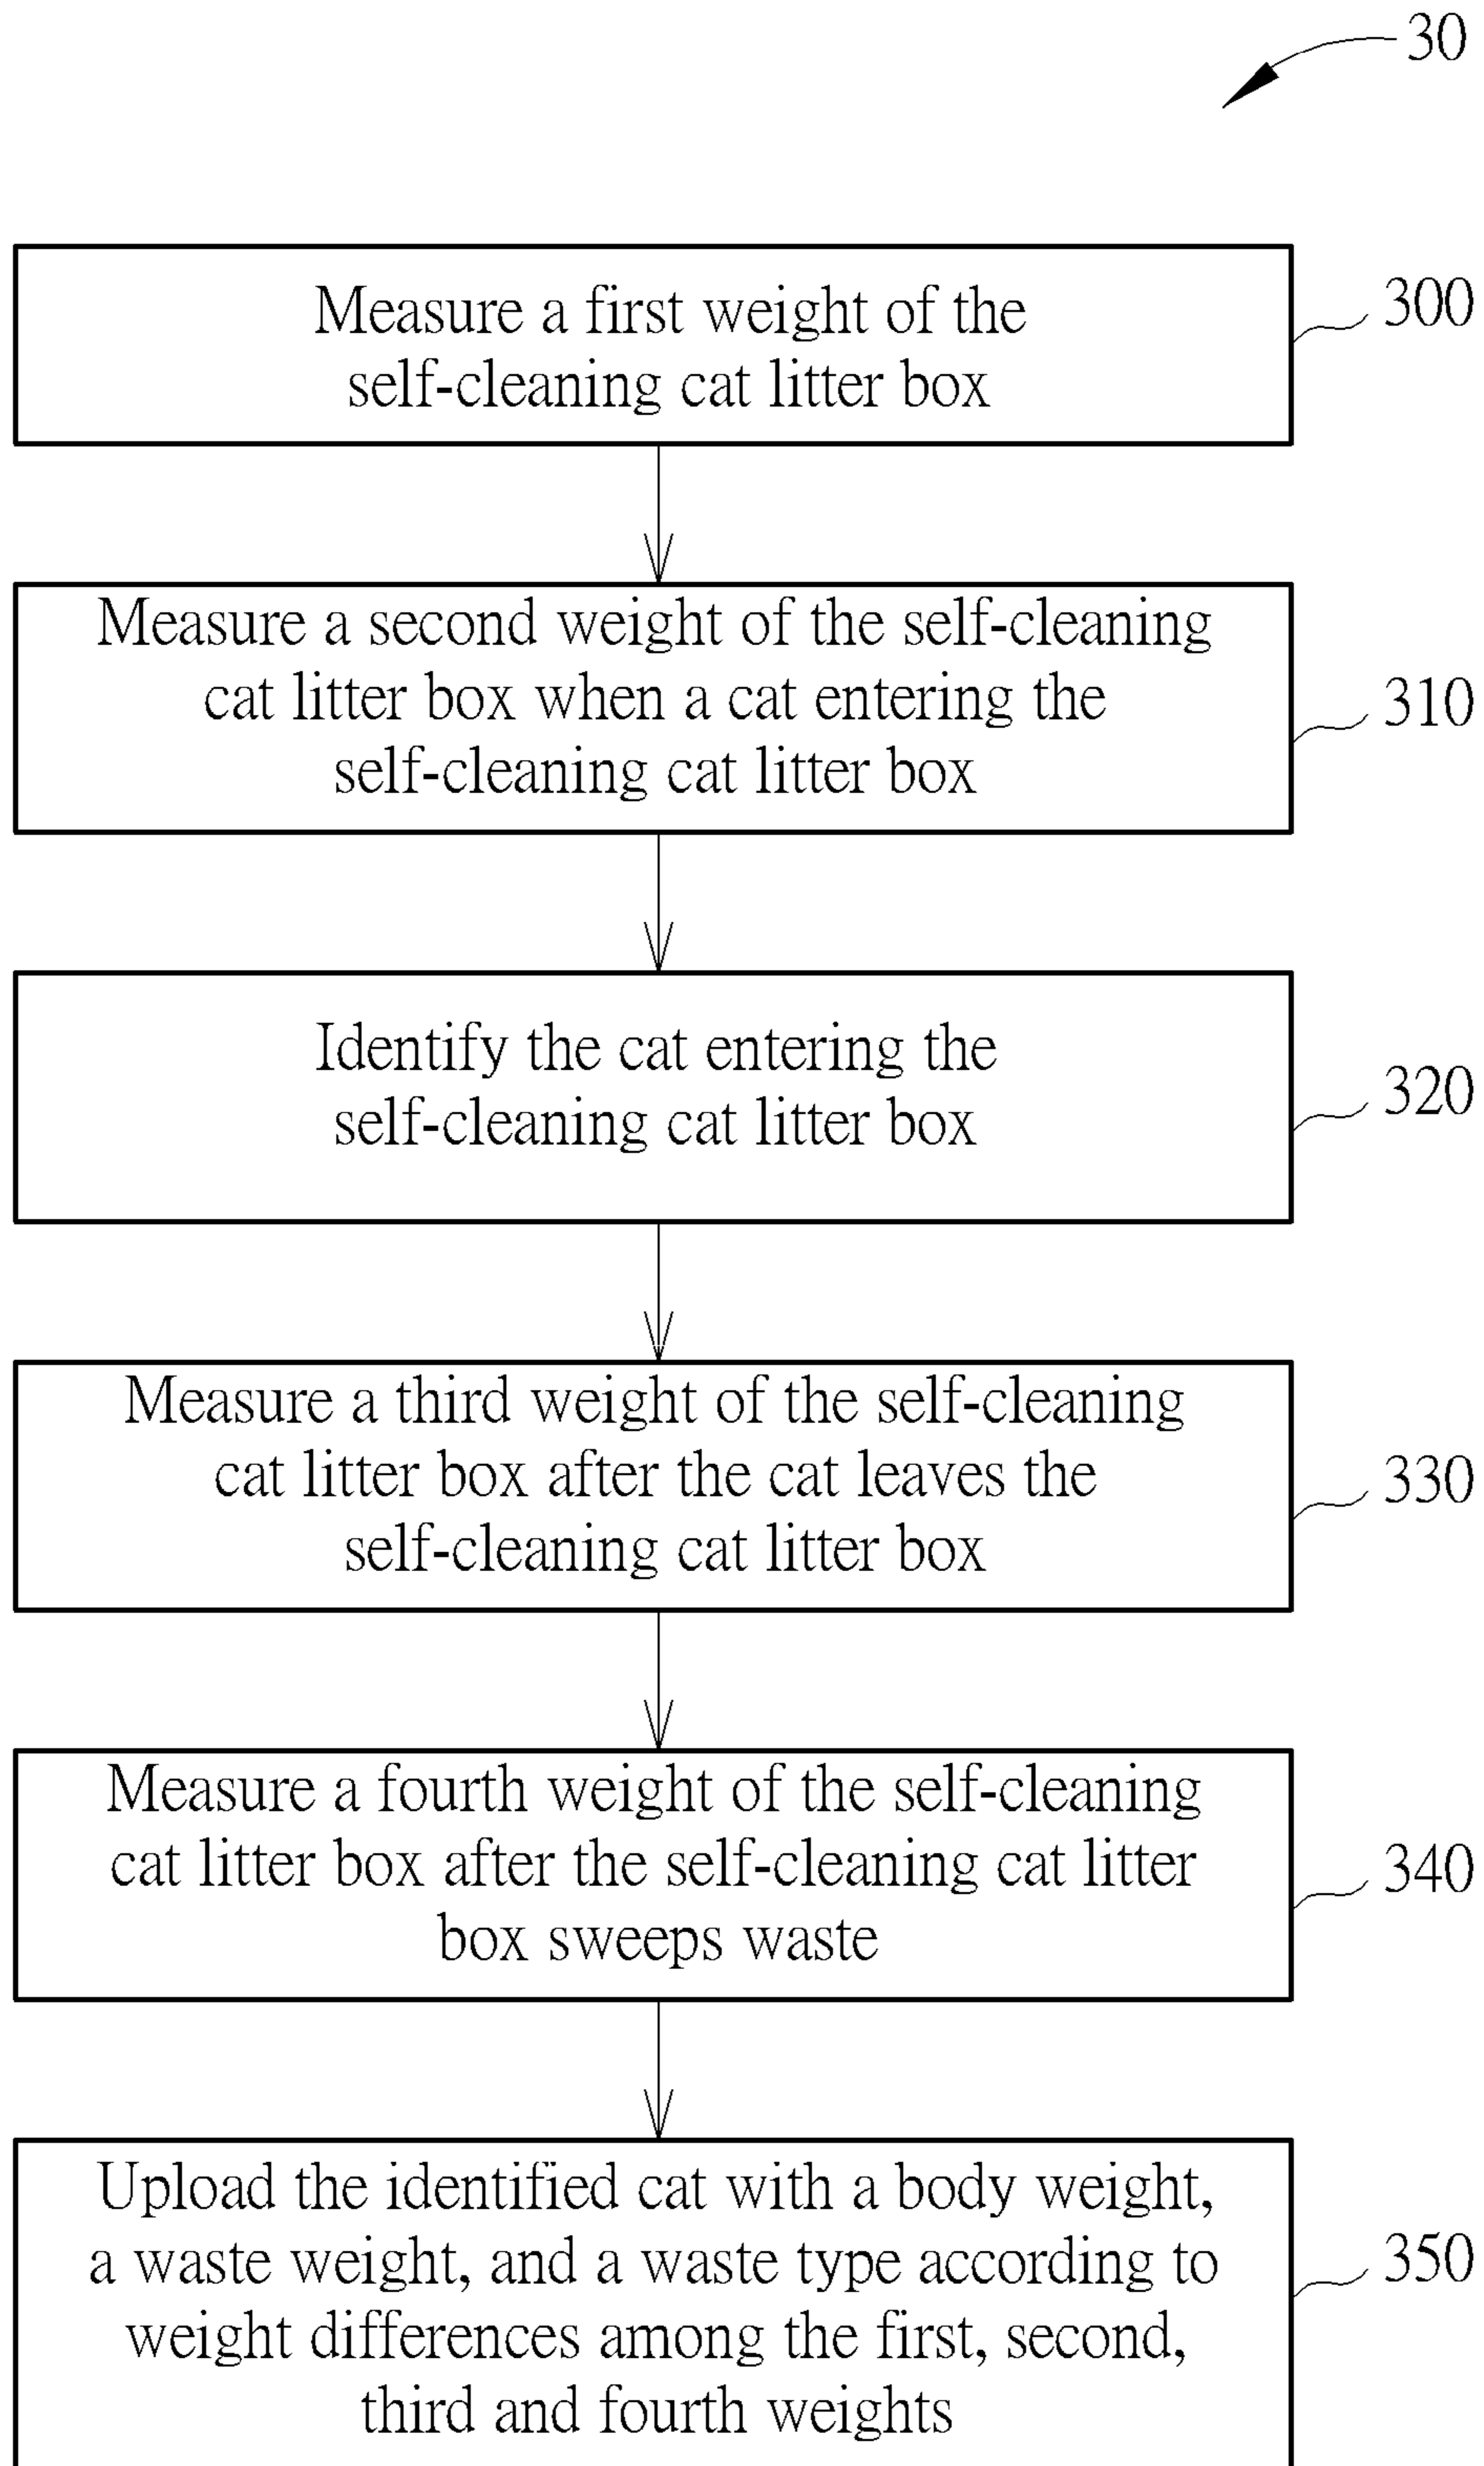 30
Measure a first weight of the
self-cleaning cat litter box
300
Measure a second weight of the self-cleaning
cat litter box when a cat entering the
self-cleaning cat litter box
310
Identify the cat entering the
self-cleaning cat litter box
320
Measure a third weight of the self-cleaning
cat litter box after the cat leaves the
self-cleaning cat litter box
330
Measure a fourth weight of the self-cleaning
cat litter box after the self-cleaning cat litter
box sweeps waste
340
Upload the identified cat with a body weight,
a waste weight, and a waste type according to
weight differences among the first, second,
third and fourth weights
350